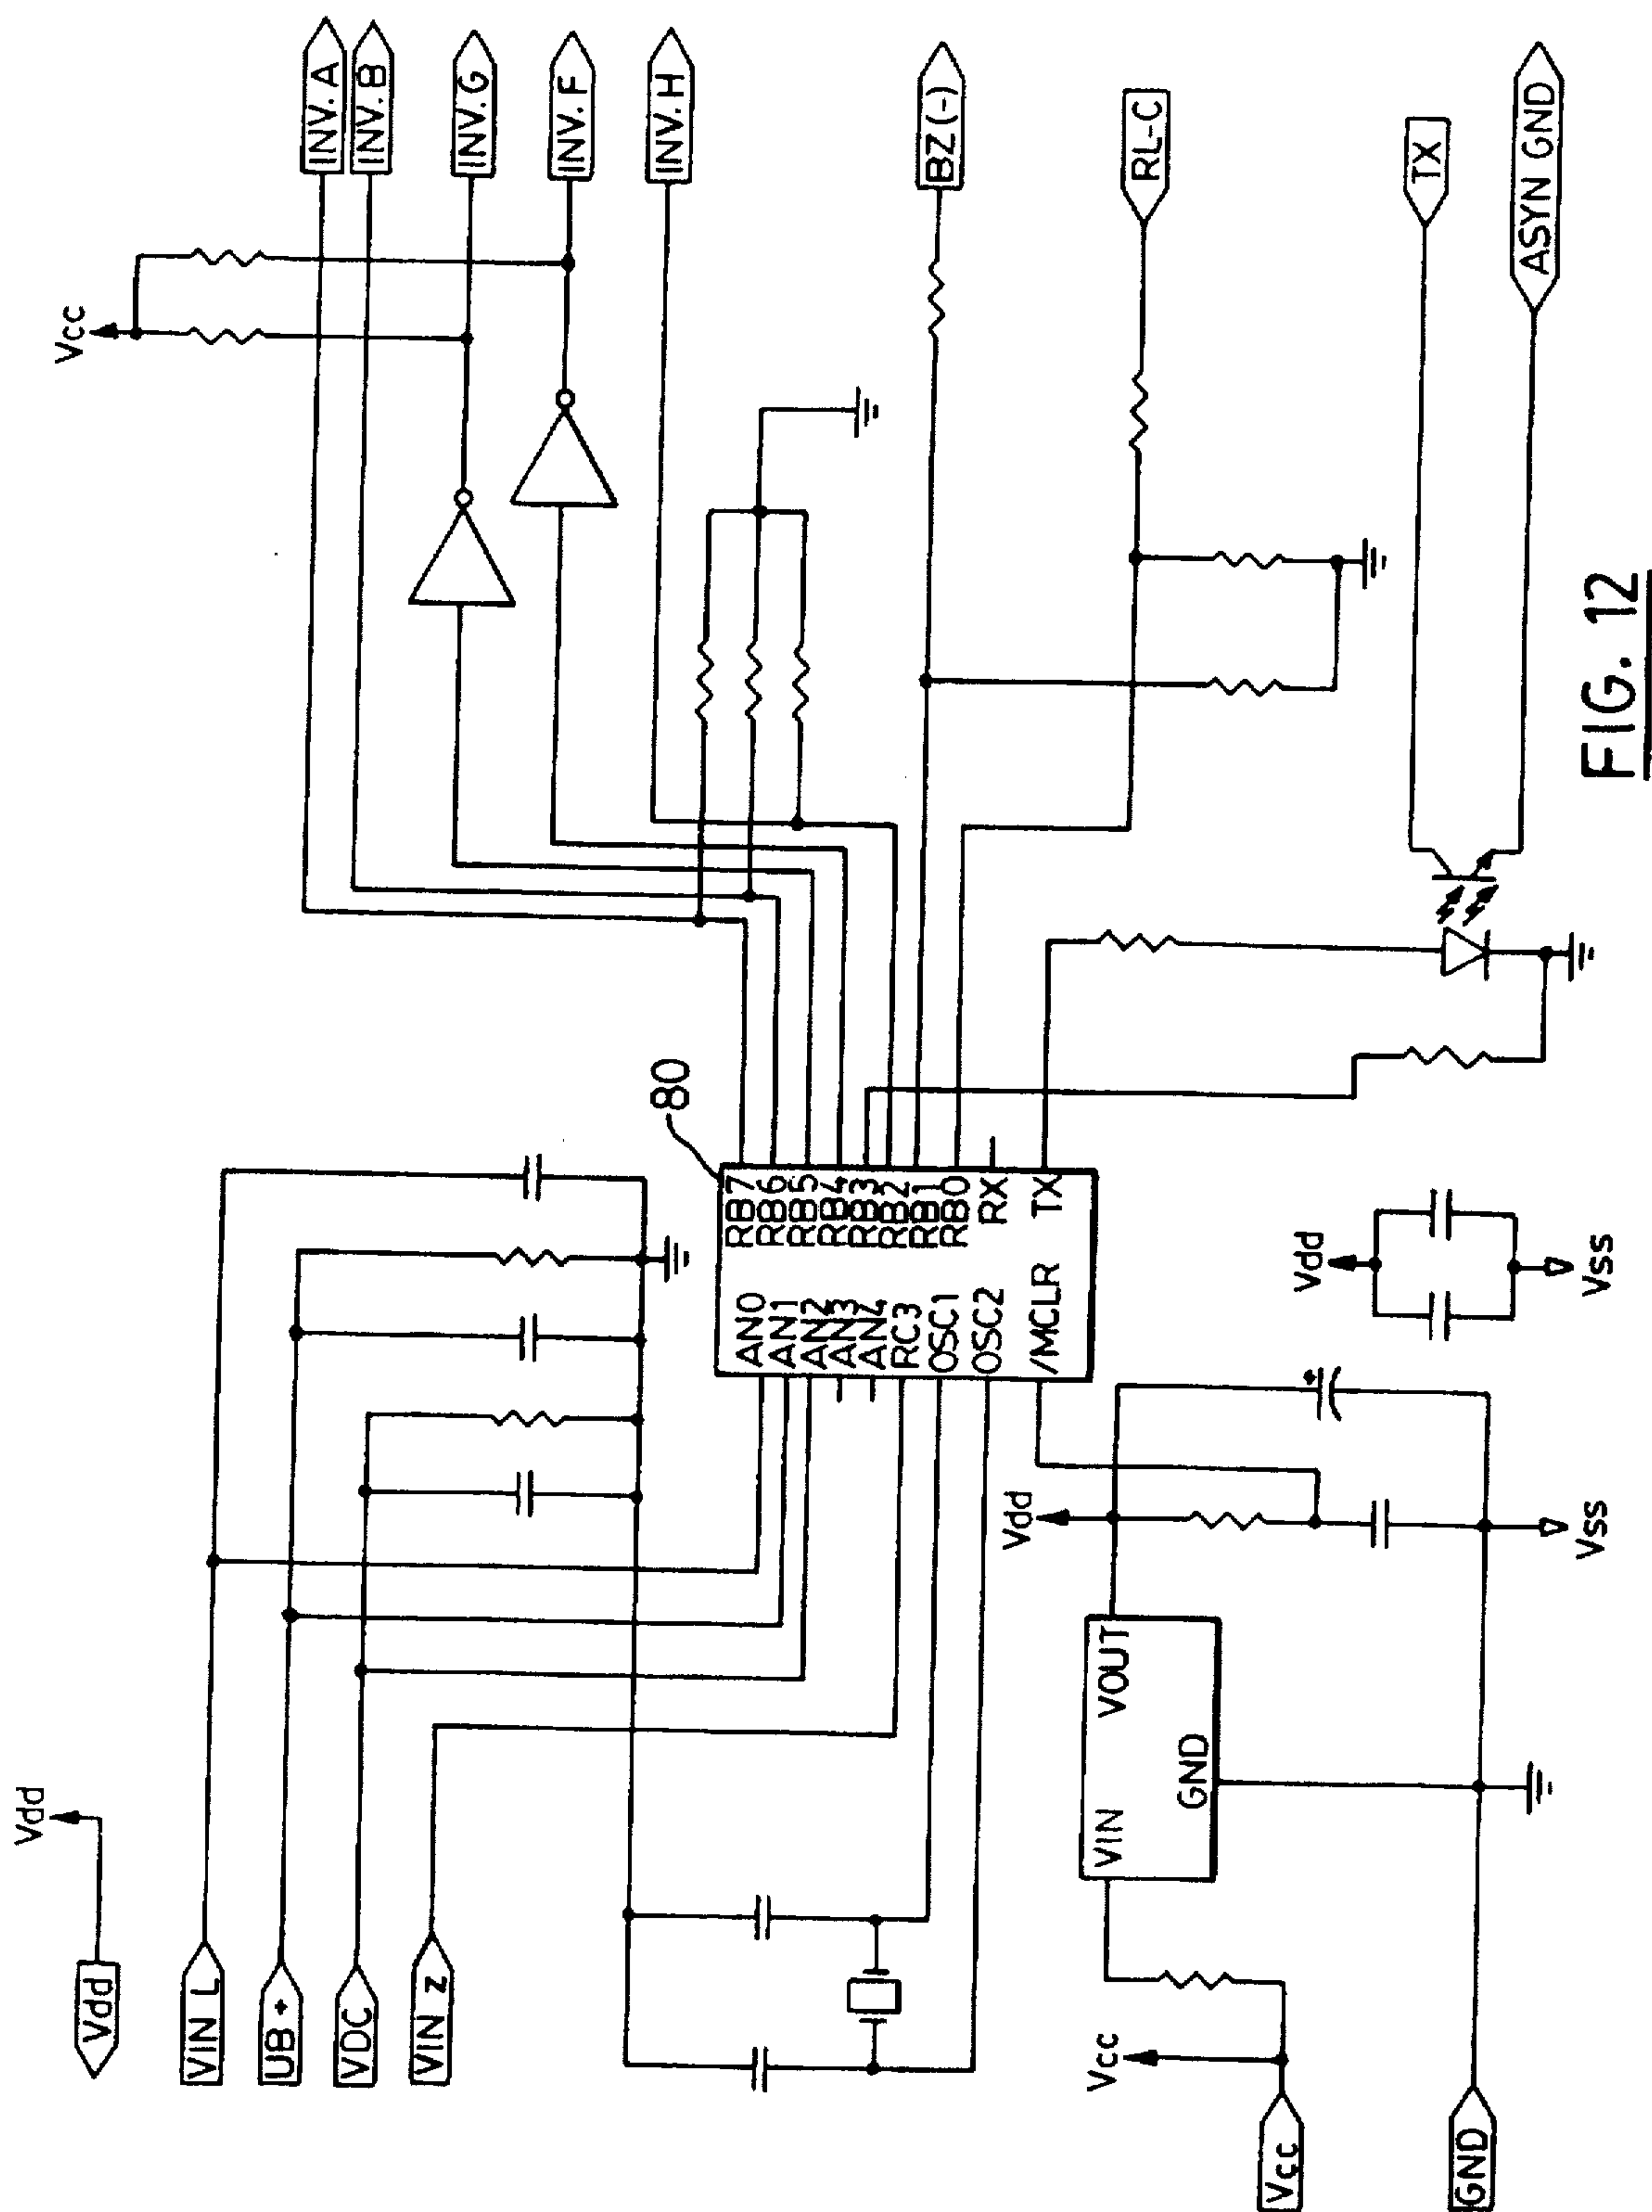 Vdd
Vdd
VIN L
UB +
VDC
VIN z
Vcc
INV. A
INV. B
INV. G
INV. F
INV. H
80
AN0
AN1
AN2
AN3
AN4
RC3
OSC1
OSC2
/MCLR
RB7
RB6
RB5
RB4
RB3
RB2
RB1
RB0
RX
TX
BZ (-)
RL-C
TX
ASYN GND
Vcc
Vcc
GND
VIN
VOUT
GND
Vdd
+
Vss
Vdd
Vss
FIG. 12